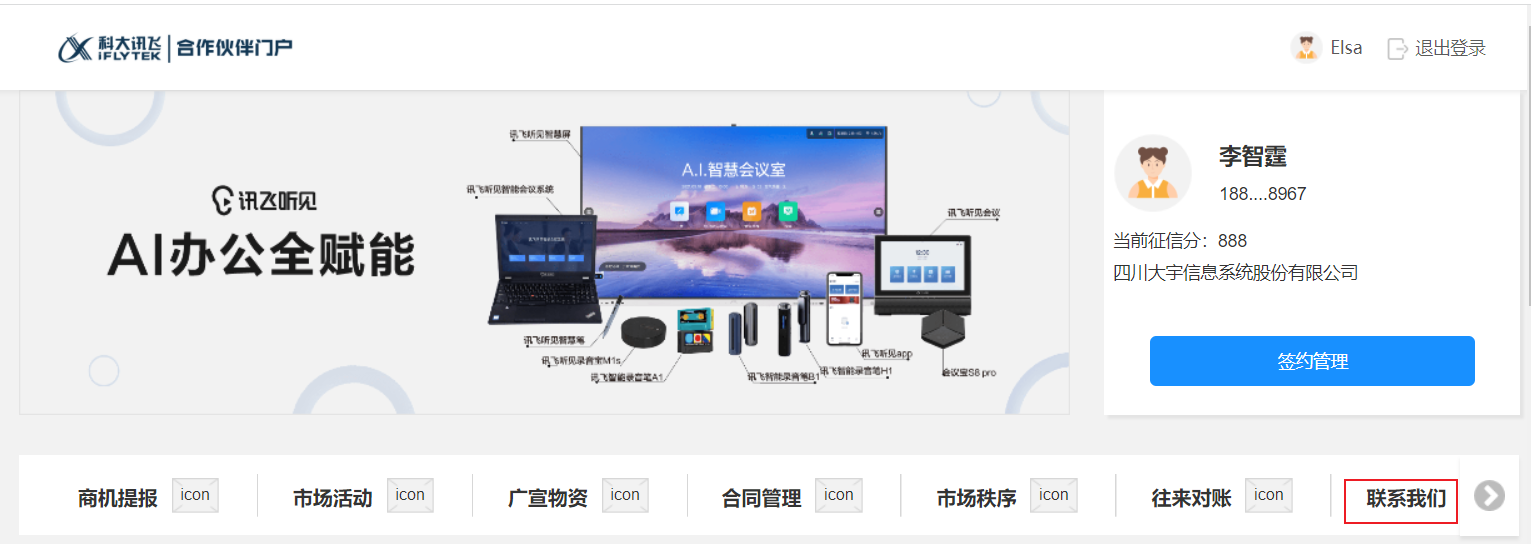 科大讯飞 iFLYTEK 合作伙伴门户
Elsa
退出登录
讯飞听见
AI办公全赋能
讯飞听见智慧屏
A.I.智慧会议室
讯飞听见智能会议系统
讯飞听见会议
讯飞听见智慧笔
讯飞听见录音宝M1s
讯飞智能录音笔A1
讯飞智能录音笔B1
讯飞智能录音笔H1
讯飞听见app
会议宝S8 pro
李智霆
188....8967
当前征信分：888
四川大宇信息系统股份有限公司
签约管理
商机提报 icon
市场活动 icon
广宣物资 icon
合同管理 icon
市场秩序 icon
往来对账 icon
联系我们